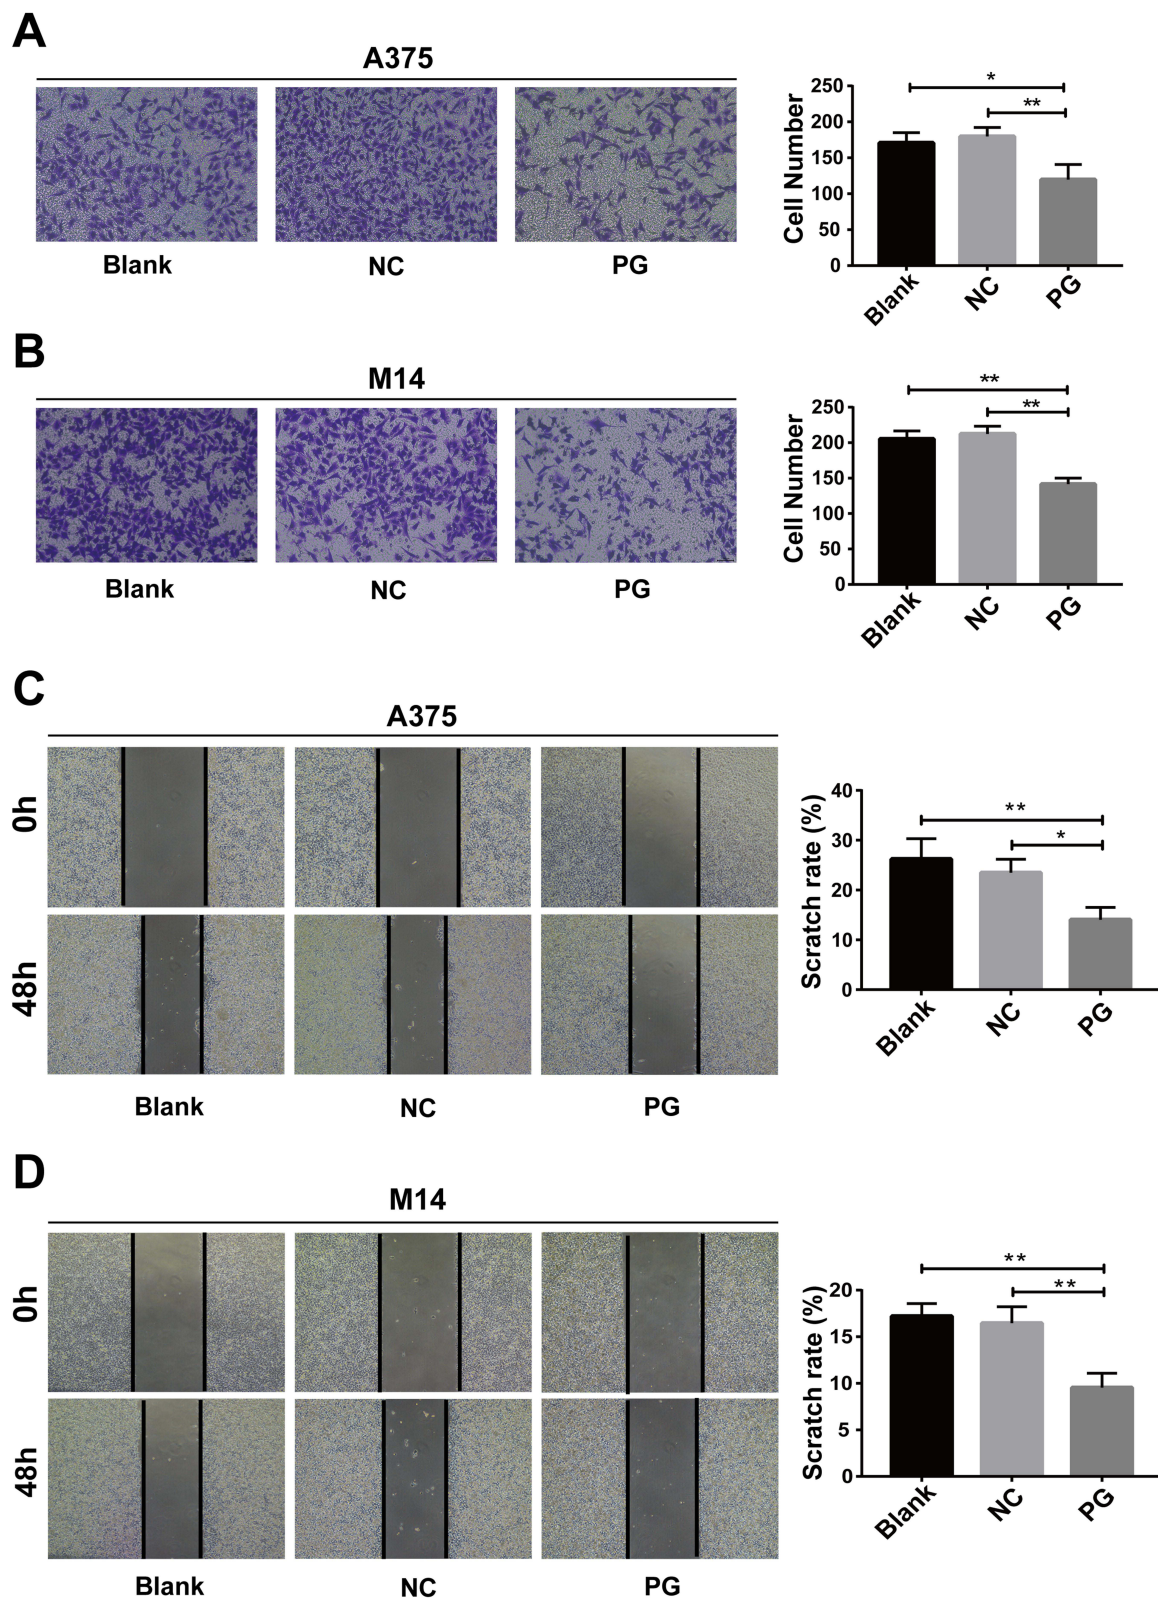 A
A375
Blank
NC
PG
*
**
250
200
150
100
50
0
Cell Number
Blank
NC
PG
B
M14
Blank
NC
PG
**
**
250
200
150
100
50
0
Cell Number
Blank
NC
PG
C
A375
0h
48h
Blank
NC
PG
**
*
40
30
20
10
0
Scratch rate (%)
Blank
NC
PG
D
M14
0h
48h
Blank
NC
PG
**
**
20
15
10
5
0
Scratch rate (%)
Blank
NC
PG